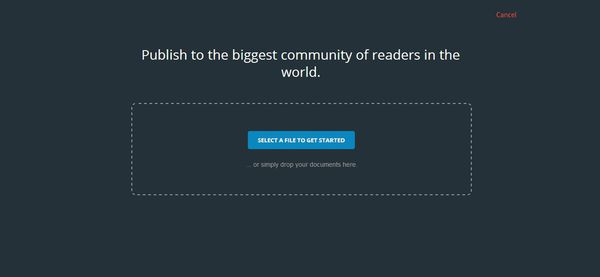 Cancel
Publish to the biggest community of readers in the
world.
SELECT A FILE TO GET STARTED
... or simply drop your documents here